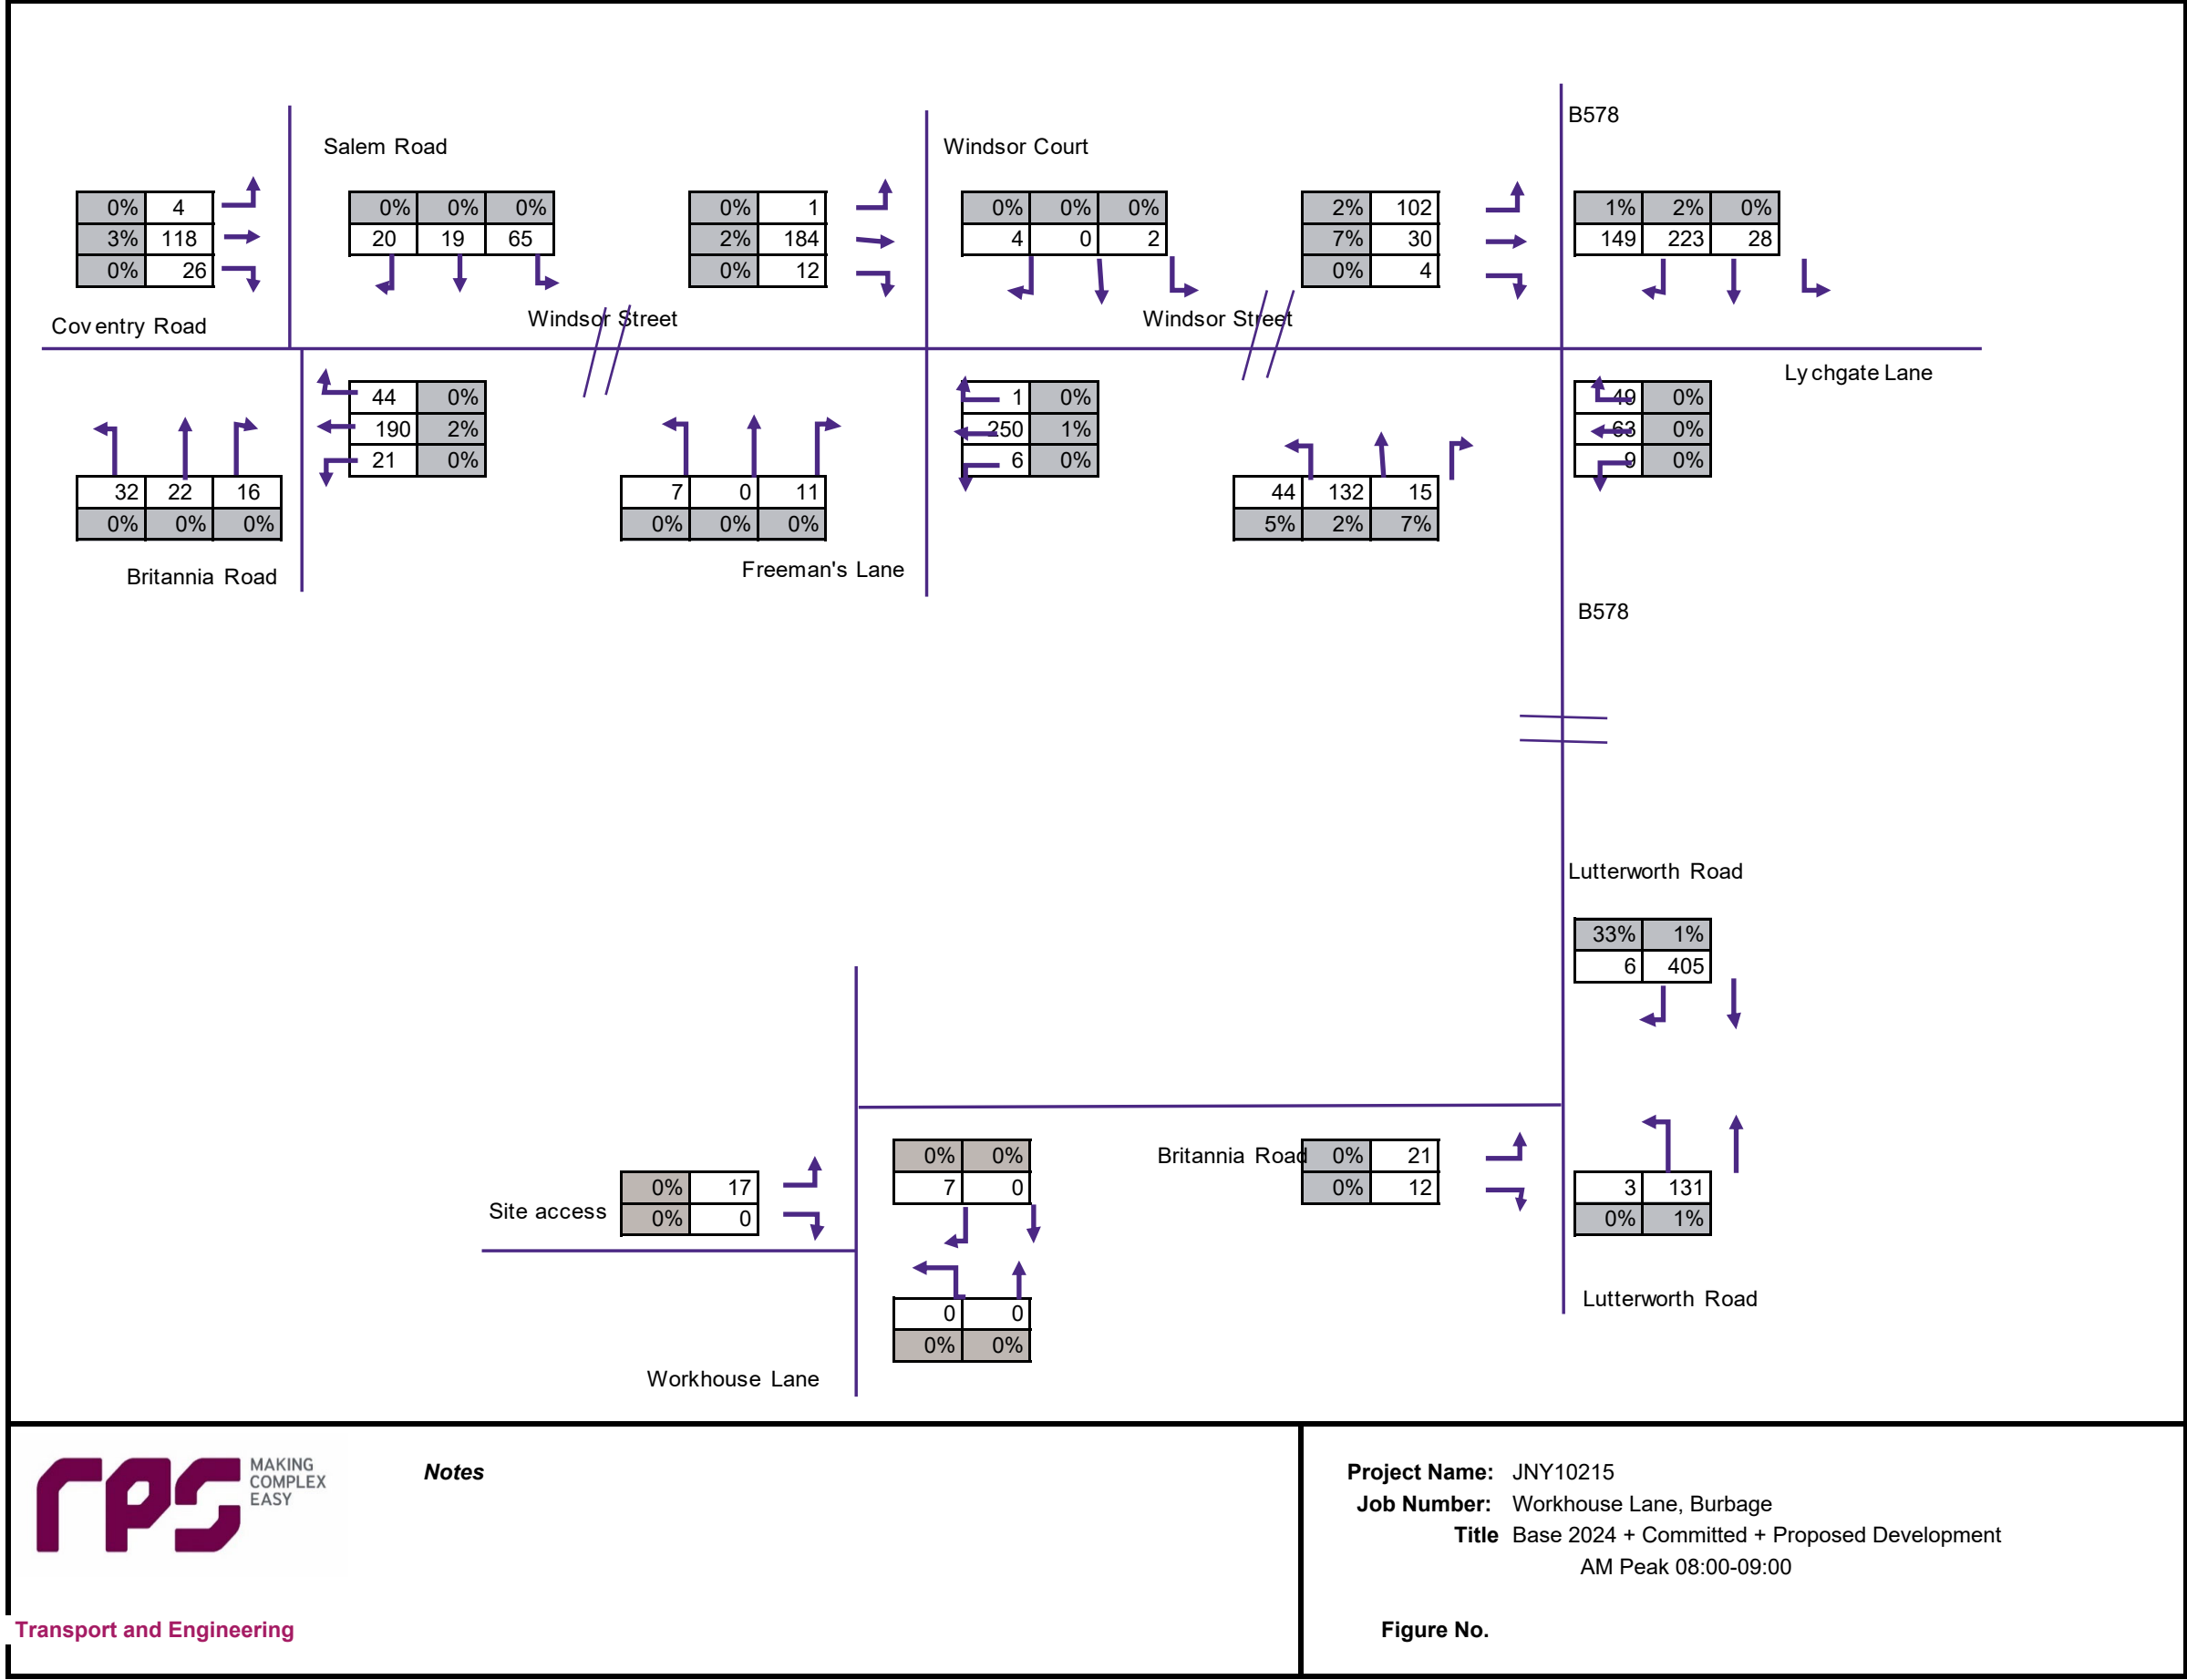 B578
Salem Road
Windsor Court
0% 4
3% 118
0% 26
0% 0% 0%
20 19 65
0% 1
2% 184
0% 12
0% 0% 0%
4 0 2
2% 102
7% 30
0% 4
1% 2% 0%
149 223 28
Coventry Road
Windsor Street
Windsor Street
Lychgate Lane
44 0%
190 2%
21 0%
1 0%
250 1%
6 0%
49 0%
63 0%
9 0%
32 22 16
0% 0% 0%
7 0 11
0% 0% 0%
44 132 15
5% 2% 7%
Britannia Road
Freeman's Lane
B578
Lutterworth Road
33% 1%
6 405
Britannia Road
0% 21
0% 12
0% 0%
7 0
Site access
0% 17
0% 0
3 131
0% 1%
0 0
0% 0%
Lutterworth Road
Workhouse Lane
rps
MAKING
COMPLEX
EASY
Transport and Engineering
Notes
Project Name: JNY10215
Job Number: Workhouse Lane, Burbage
Title Base 2024 + Committed + Proposed Development
AM Peak 08:00-09:00
Figure No.